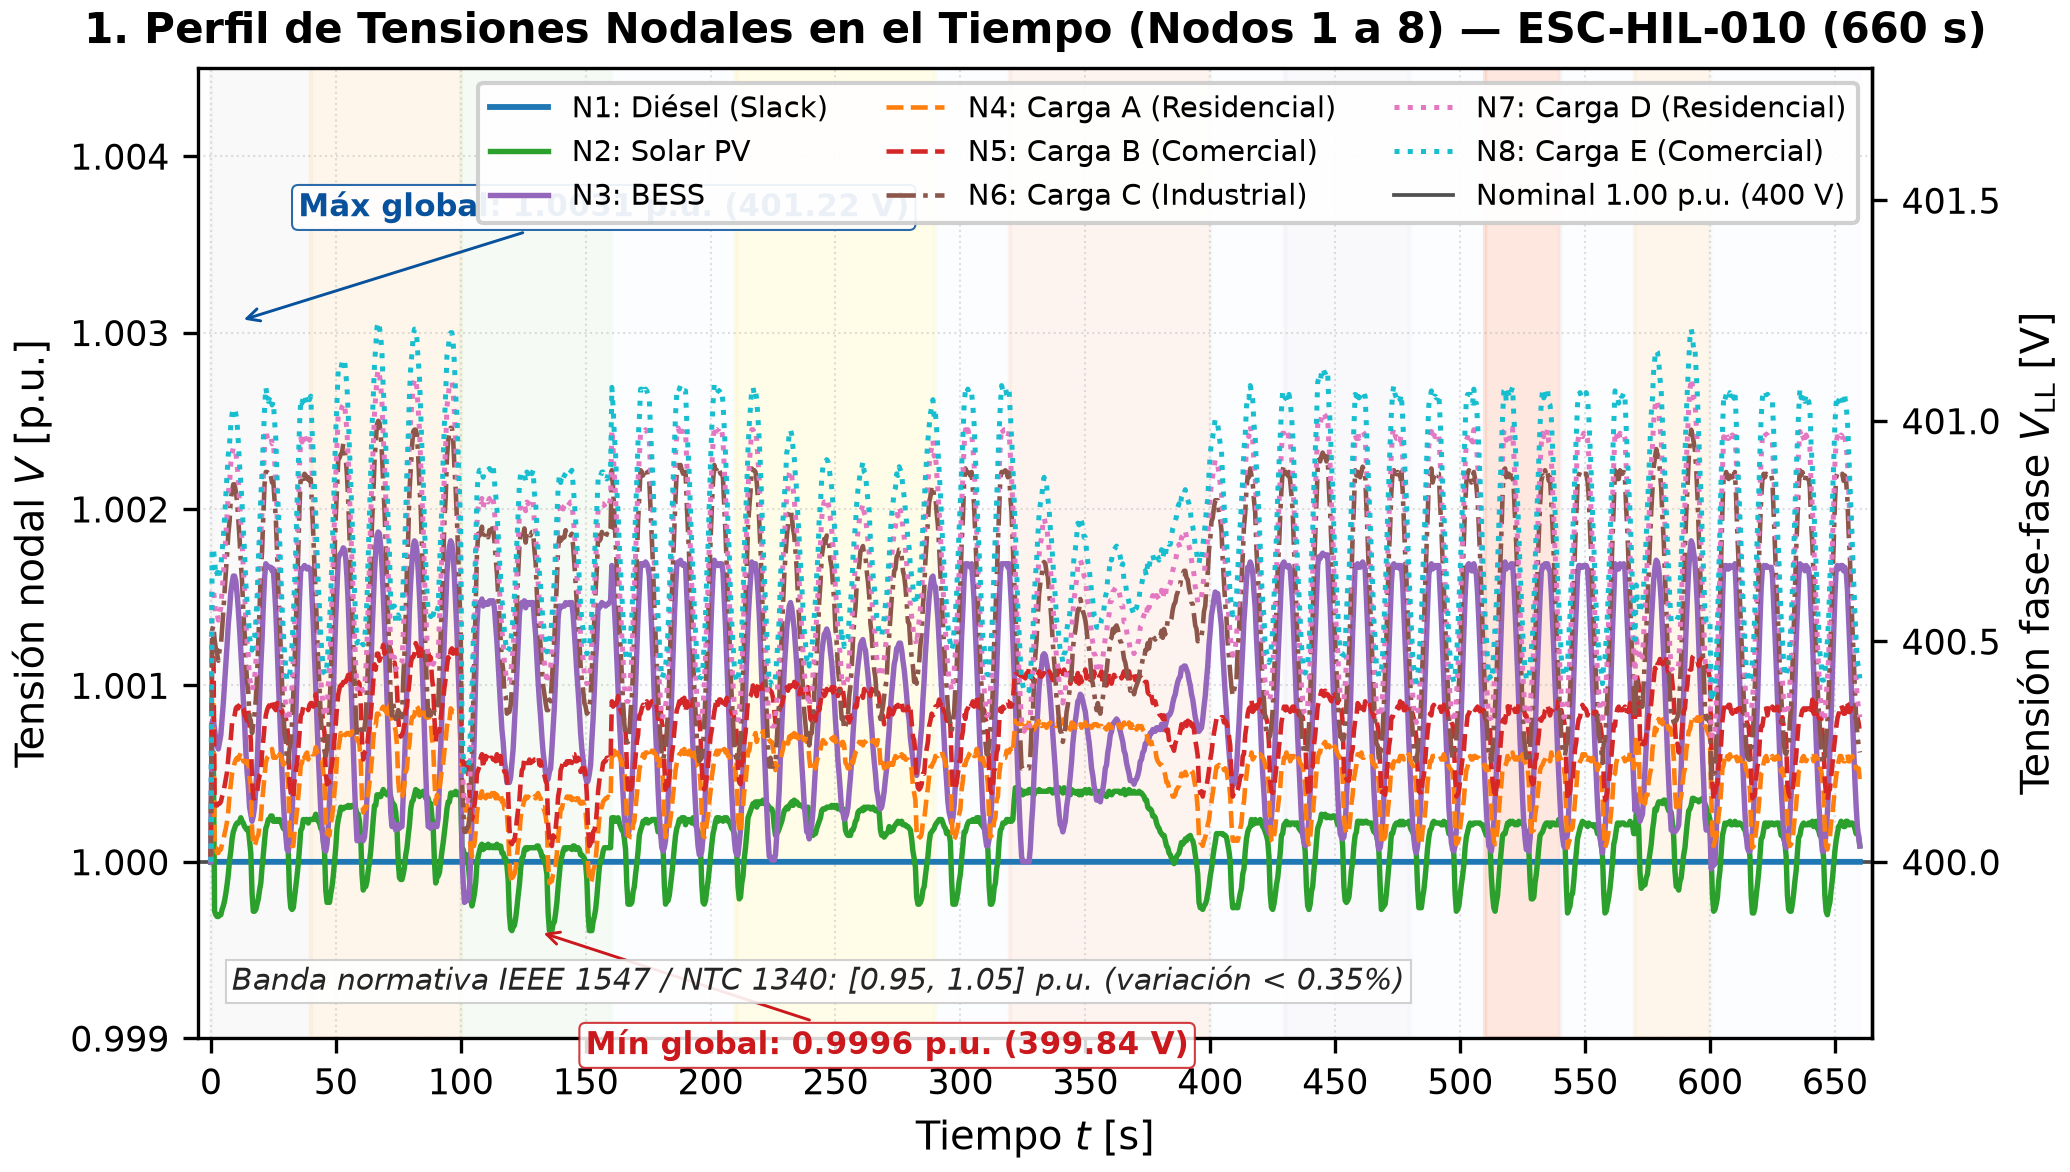 1. Perfil de Tensiones Nodales en el Tiempo (Nodos 1 a 8) — ESC-HIL-010 (660 s)
N1: Diésel (Slack)
N2: Solar PV
N3: BESS
N4: Carga A (Residencial)
N5: Carga B (Comercial)
N6: Carga C (Industrial)
N7: Carga D (Residencial)
N8: Carga E (Comercial)
Nominal 1.00 p.u. (400 V)
Máx global: 1.0031 p.u. (401.22 V)
Tensión nodal V [p.u.]
1.004
1.003
1.002
1.001
1.000
0.999
Tensión fase-fase VLL [V]
401.5
401.0
400.5
400.0
Banda normativa IEEE 1547 / NTC 1340: [0.95, 1.05] p.u. (variación < 0.35%)
Mín global: 0.9996 p.u. (399.84 V)
0 50 100 150 200 250 300 350 400 450 500 550 600 650
Tiempo t [s]